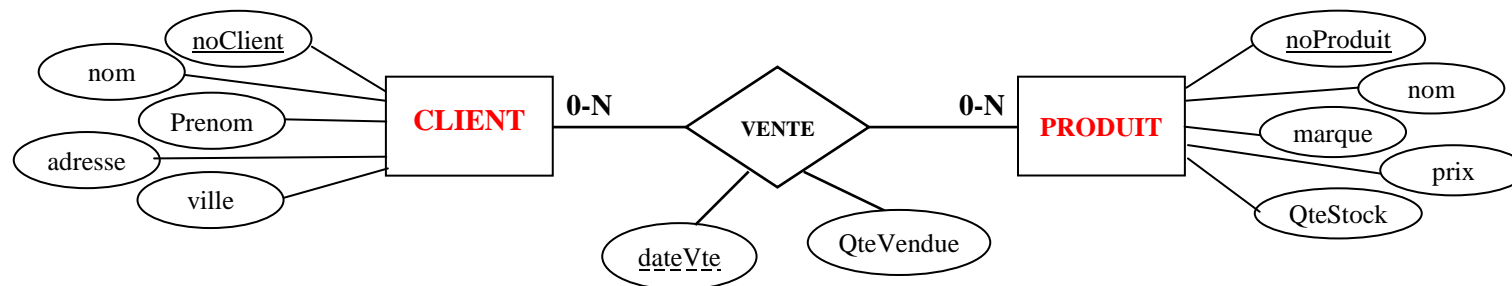 noClient
nom
Prenom
adresse
ville
CLIENT
0-N
VENTE
dateVte
QteVendue
0-N
PRODUIT
noProduit
nom
marque
prix
QteStock